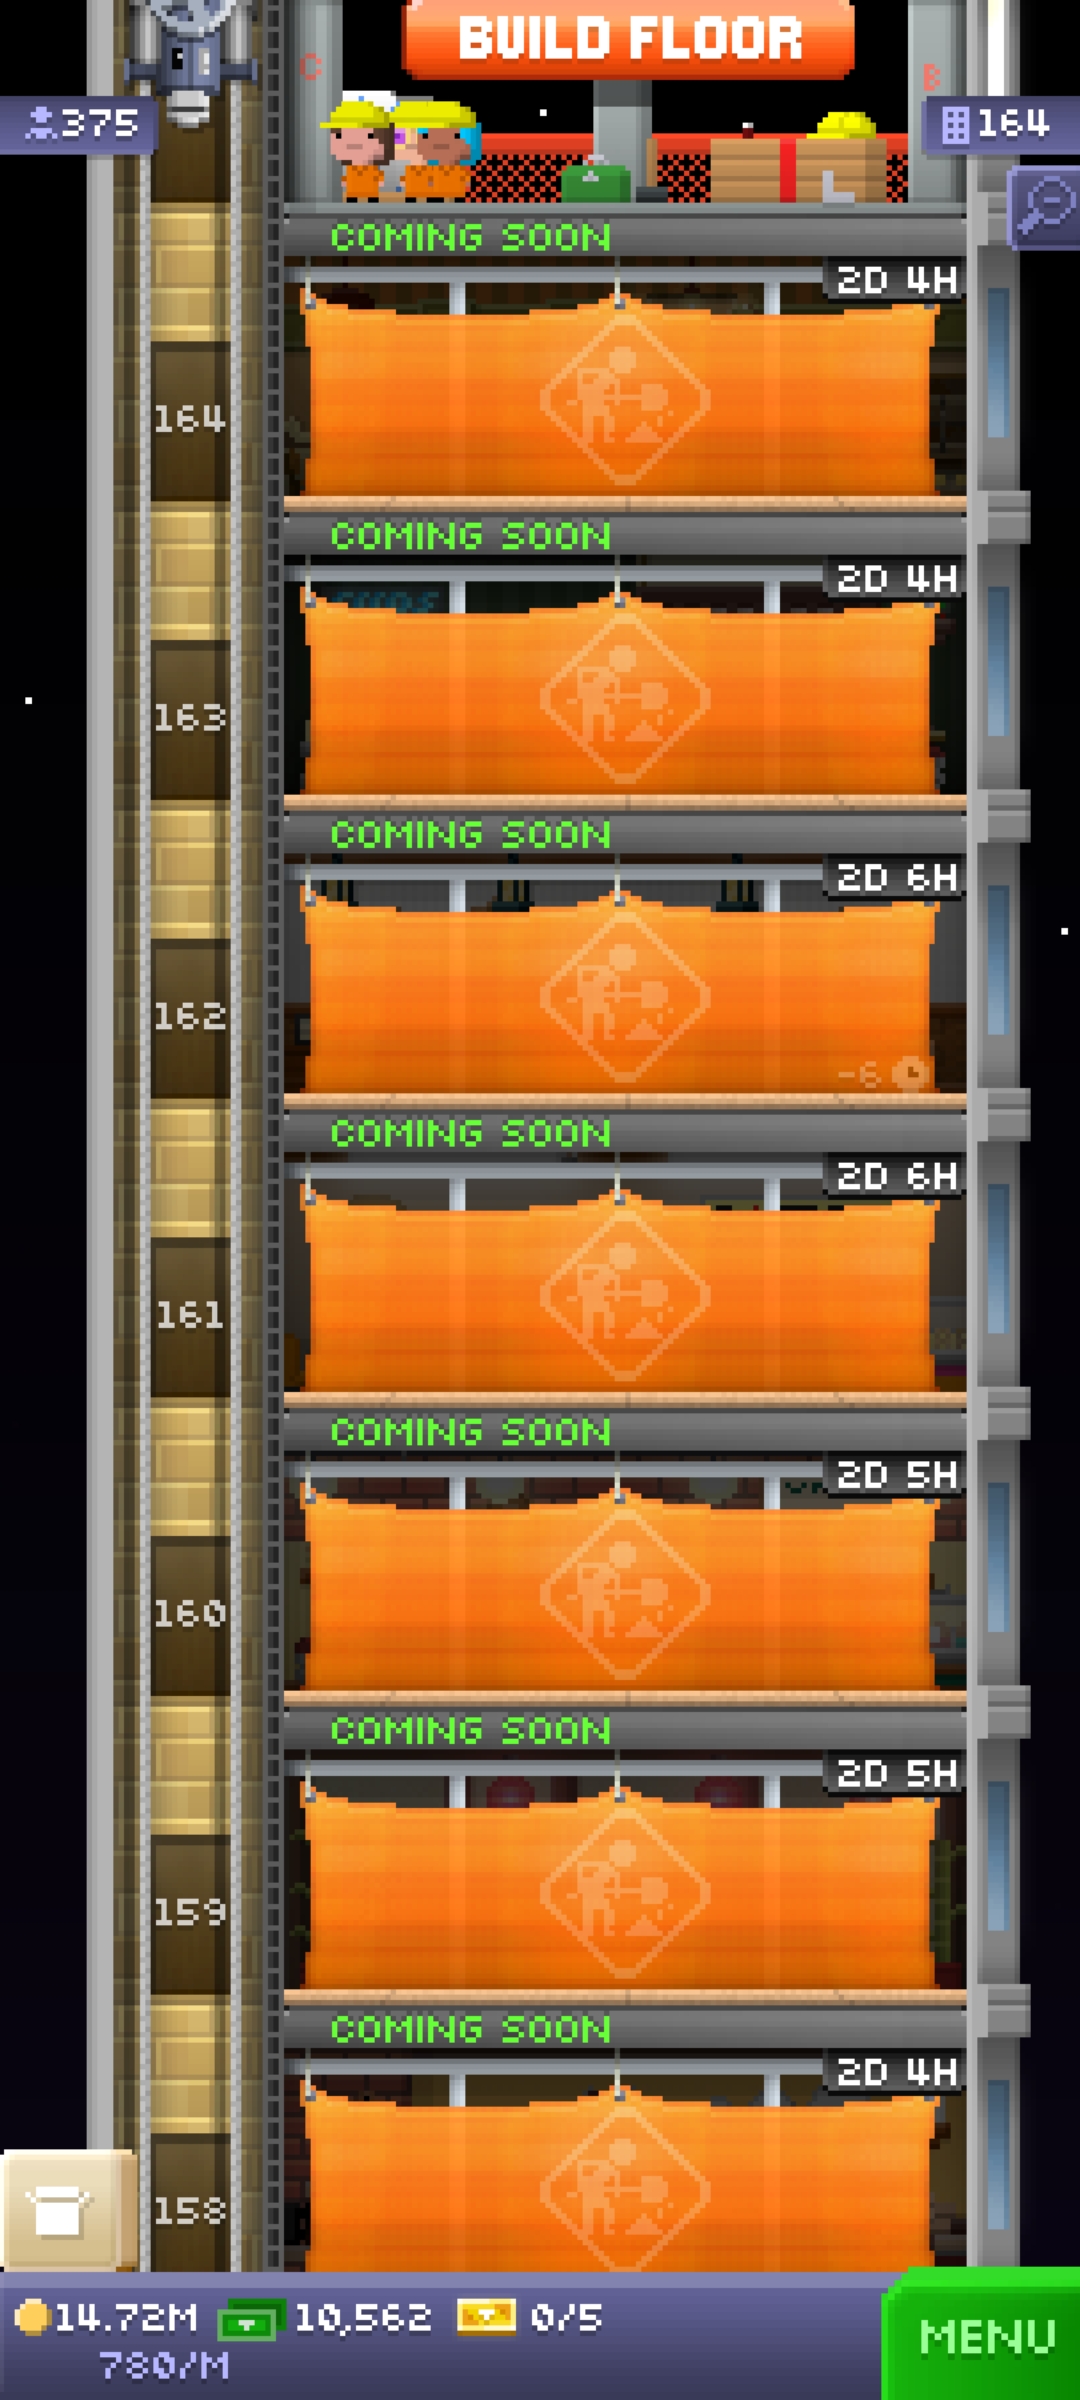 BUILD FLOOR
C
B
375
164
COMING SOON
2D 4H
164
COMING SOON
2D 4H
163
COMING SOON
2D 6H
162
-6
COMING SOON
2D 6H
161
COMING SOON
2D 5H
160
COMING SOON
2D 5H
159
COMING SOON
2D 4H
158
14.72M 10,562 0/5
780/M
MENU